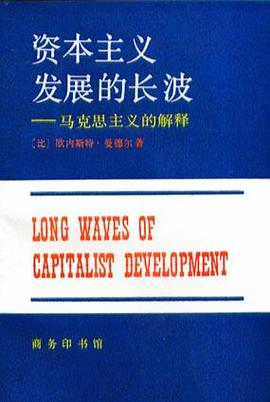 资本主义
发展的长波
——马克思主义的解释
〔比〕欧内斯特·曼德尔著
LONG WAVES OF
CAPITALIST DEVELOPMENT
商务印书馆